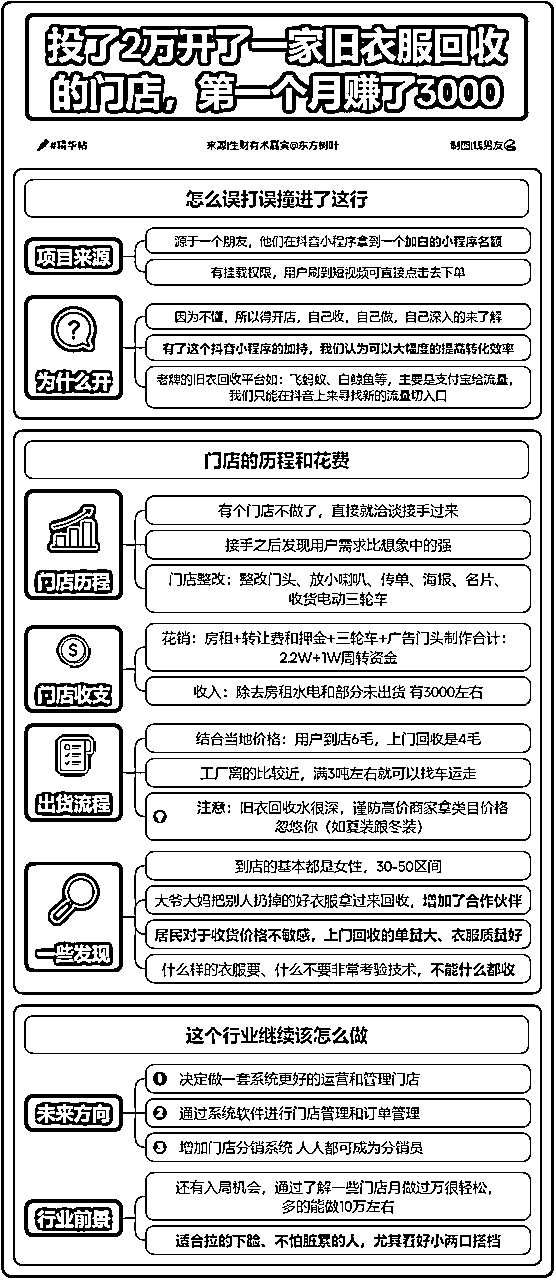 投了2万开了一家旧衣服回收
的门店，第一个月赚了3000
#精华帖
来源|生财有术嘉宾@东方树叶
制图|钱男友
怎么误打误撞进了这行
项目来源
源于一个朋友，他们在抖音小程序拿到一个加白的小程序名额
有挂载权限，用户刷到短视频可直接点击去下单
为什么开
因为不懂，所以得开店，自己收，自己做，自己深入的来了解
有了这个抖音小程序的加持，我们认为可以大幅度的提高转化效率
老牌的旧衣回收平台如：飞蚂蚁、白鲸鱼等，主要是支付宝给流量，
我们只能在抖音上来寻找新的流量切入口
门店的历程和花费
门店历程
有个门店不做了，直接就洽谈接手过来
接手之后发现用户需求比想象中的强
门店整改：整改门头、放小喇叭、传单、海报、名片、
收货电动三轮车
门店收支
花销：房租+转让费和押金+三轮车+广告门头制作合计：
2.2W+1W周转资金
收入：除去房租水电和部分未出货 有3000左右
出货流程
结合当地价格：用户到店6毛，上门回收是4毛
工厂离的比较近，满3吨左右就可以找车运走
注意：旧衣回收水很深，谨防高价商家拿类目价格
忽悠你（如夏装跟冬装）
一些发现
到店的基本都是女性，30-50区间
大爷大妈把别人扔掉的好衣服拿过来回收，增加了合作伙伴
居民对于收货价格不敏感，上门回收的单量大、衣服质量好
什么样的衣服要、什么不要非常考验技术，不能什么都收
这个行业继续该怎么做
未来方向
1 决定做一套系统更好的运营和管理门店
2 通过系统软件进行门店管理和订单管理
3 增加门店分销系统 人人都可成为分销员
行业前景
还有入局机会，通过了解一些门店月做过万很轻松，
多的能做10万左右
适合拉的下脸、不怕脏累的人，尤其看好小两口搭档